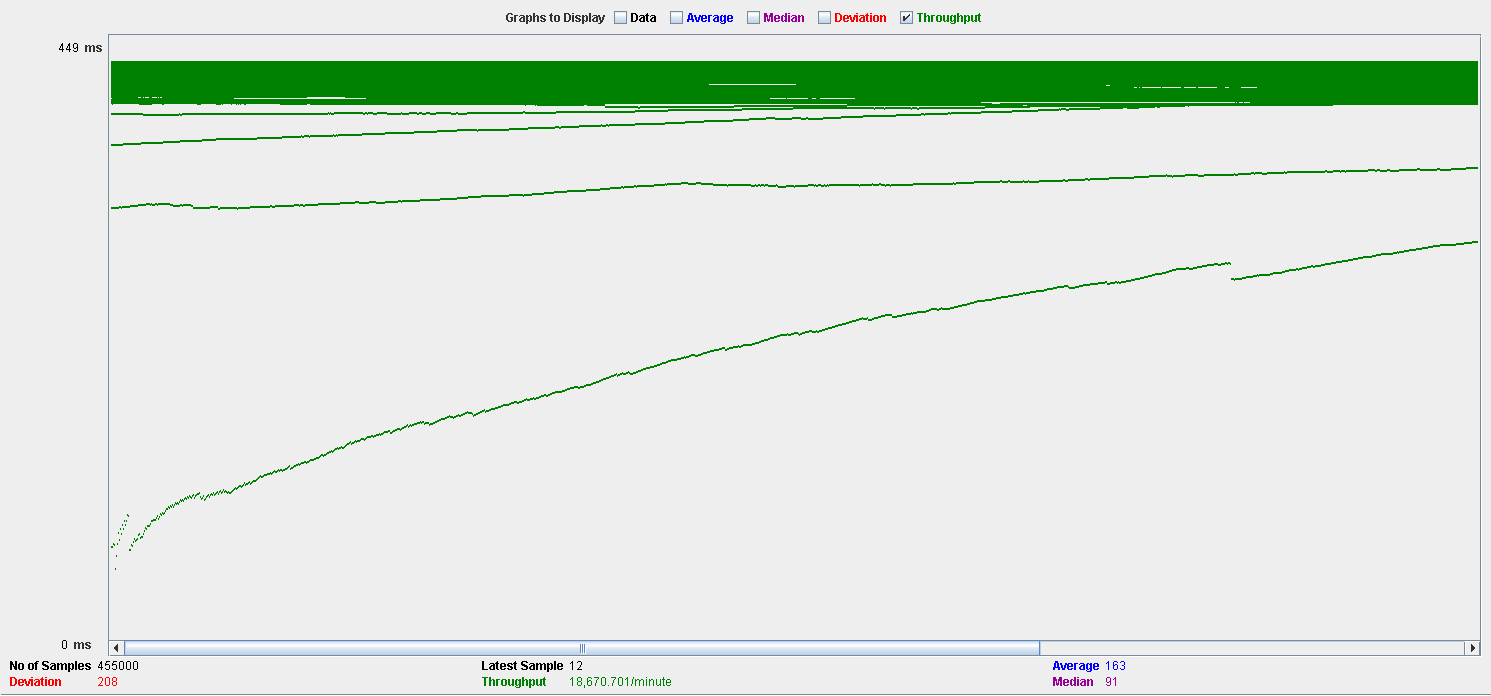 Graphs to Display Data Average Median Deviation Throughput
449 ms
0 ms
No of Samples 455000 Latest Sample 12 Average 163
Deviation 208 Throughput 18,670.701/minute Median 91